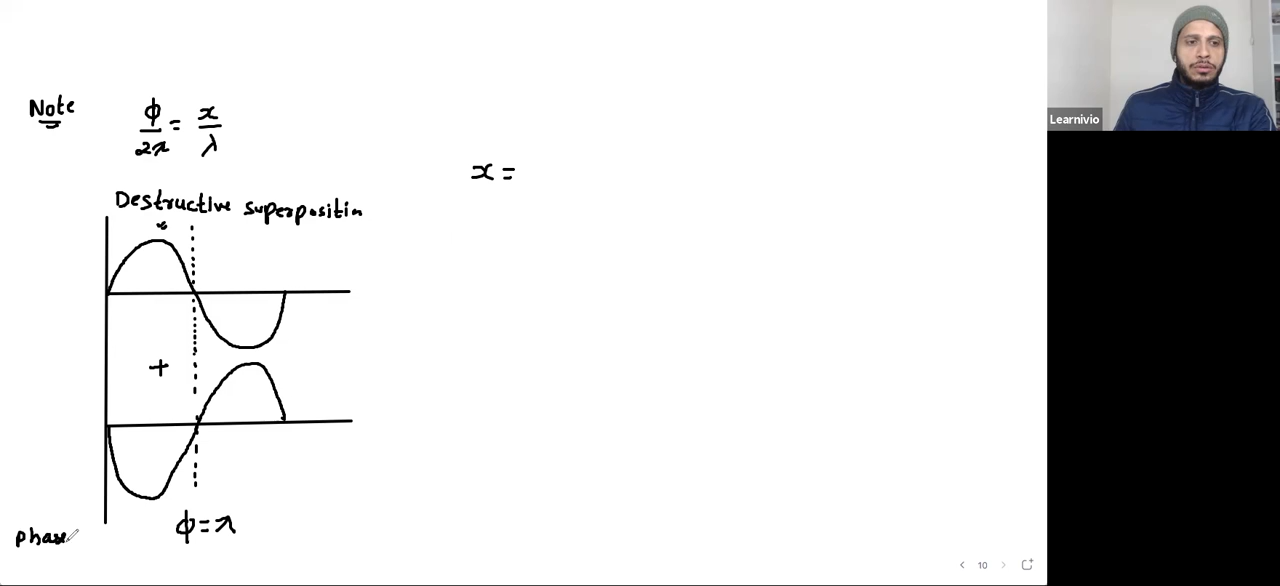 Note
ϕ/2π = x/λ
x =
Destructive superpositin
+
ϕ = π
phase
Learnivio
10